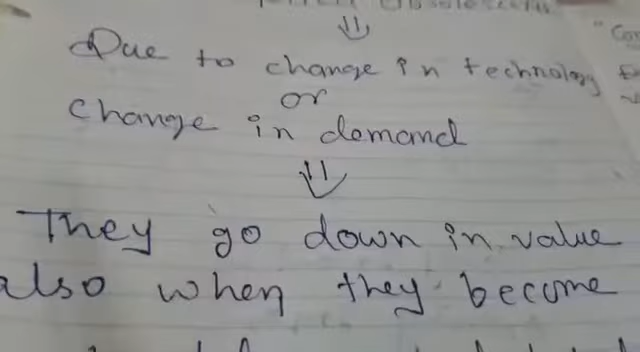 ⇓
Due to change in technology
or
change in demand
⇓
They go down in value
also when they become